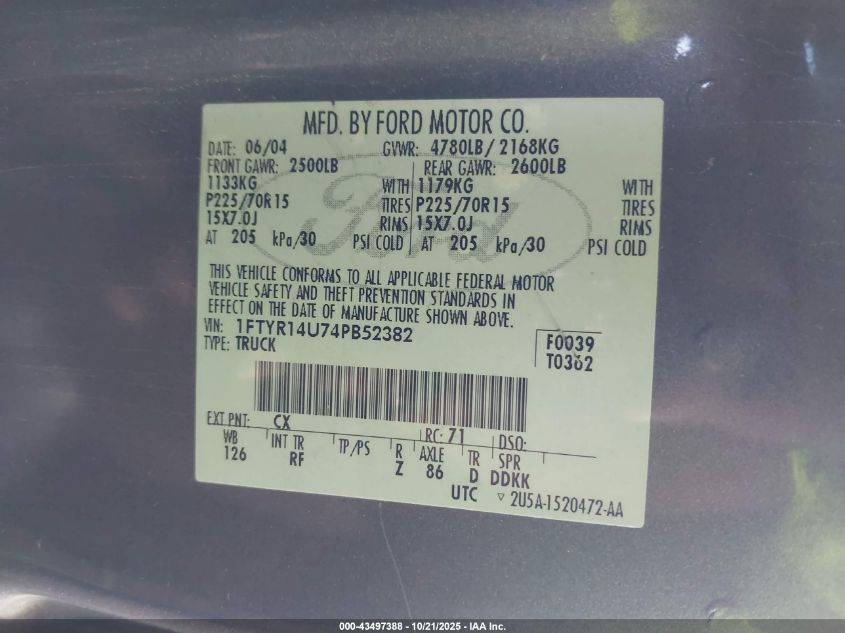 MFD. BY FORD MOTOR CO.
DATE: 06/04 GVWR: 4780LB/ 2168KG
FRONT GAWR: 2500LB REAR GAWR: 2600LB
1133KG WITH 1179KG WITH
P225/70R15 TIRES P225/70R15 TIRES
15X7.0J RIMS 15X7.0J RIMS
AT 205 kPa/30 PSI COLD AT 205 kPa/30 PSI COLD
Ford
THIS VEHICLE CONFORMS TO ALL APPLICABLE FEDERAL MOTOR
VEHICLE SAFETY AND THEFT PREVENTION STANDARDS IN
EFFECT ON THE DATE OF MANUFACTURE SHOWN ABOVE.
VIN: 1FTYR14U74PB52382
TYPE: TRUCK
F0039
T0362
EXT PNT: CX RC: 71 DSO:
WB INT TR TP/PS R AXLE TR SPR
126 RF Z 86 D DDKK
UTC ▽ 2U5A-1520472-AA
000-43497388 - 10/21/2025 - IAA Inc.